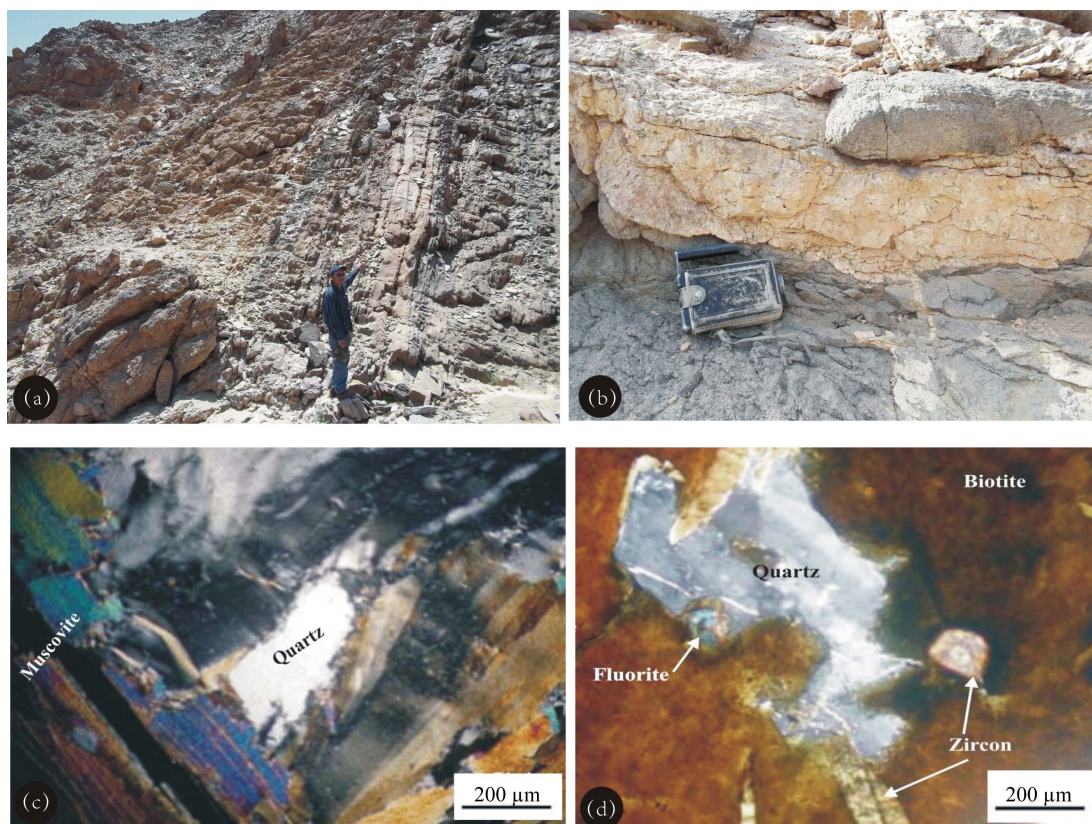 (a)
(b)
Muscovite
Quartz
(c)
200 µm
Biotite
Quartz
Fluorite
Zircon
(d)
200 µm